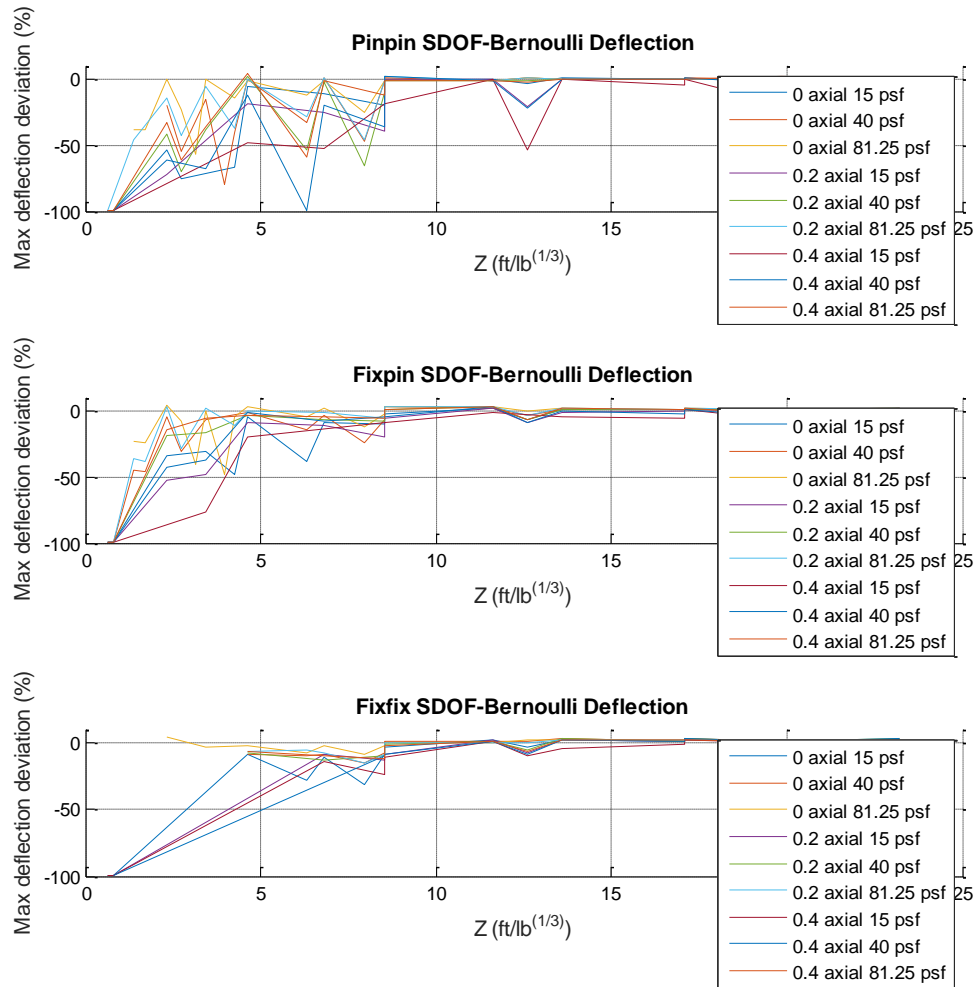 Pinpin SDOF-Bernoulli Deflection
Max deflection deviation (%)
0
-50
-100
0 5 10 15 25
Z (ft/lb(1/3))
0 axial 15 psf
0 axial 40 psf
0 axial 81.25 psf
0.2 axial 15 psf
0.2 axial 40 psf
0.2 axial 81.25 psf
0.4 axial 15 psf
0.4 axial 40 psf
0.4 axial 81.25 psf
Fixpin SDOF-Bernoulli Deflection
Max deflection deviation (%)
0
-50
-100
0 5 10 15 25
Z (ft/lb(1/3))
0 axial 15 psf
0 axial 40 psf
0 axial 81.25 psf
0.2 axial 15 psf
0.2 axial 40 psf
0.2 axial 81.25 psf
0.4 axial 15 psf
0.4 axial 40 psf
0.4 axial 81.25 psf
Fixfix SDOF-Bernoulli Deflection
Max deflection deviation (%)
0
-50
-100
0 5 10 15 25
Z (ft/lb(1/3))
0 axial 15 psf
0 axial 40 psf
0 axial 81.25 psf
0.2 axial 15 psf
0.2 axial 40 psf
0.2 axial 81.25 psf
0.4 axial 15 psf
0.4 axial 40 psf
0.4 axial 81.25 psf